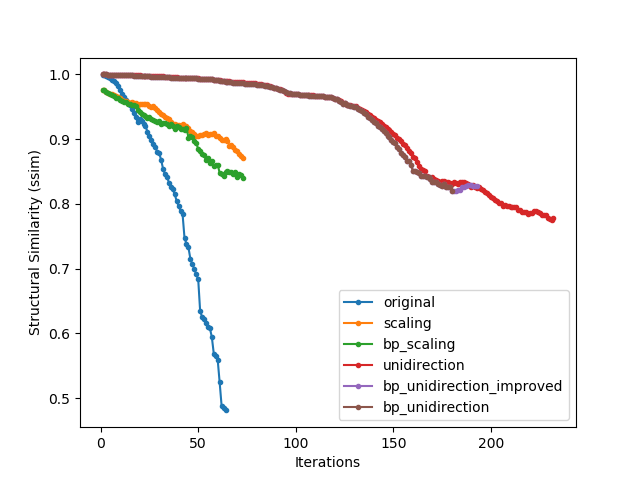 1.0
0.9
0.8
0.7
0.6
0.5
Structural Similarity (ssim)
original
scaling
bp_scaling
unidirection
bp_unidirection_improved
bp_unidirection
0 50 100 150 200
Iterations